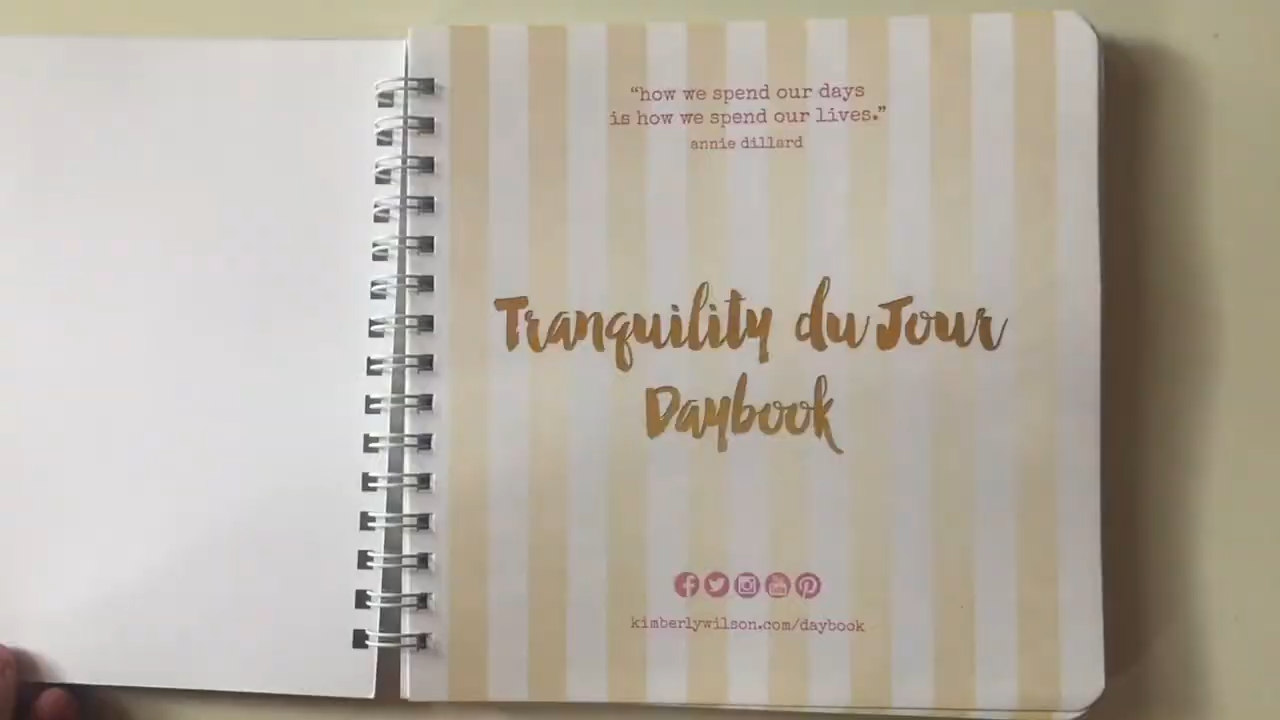 “how we spend our days
is how we spend our lives.”
annie dillard
Tranquility du Jour
Daybook
kimberlywilson.com/daybook